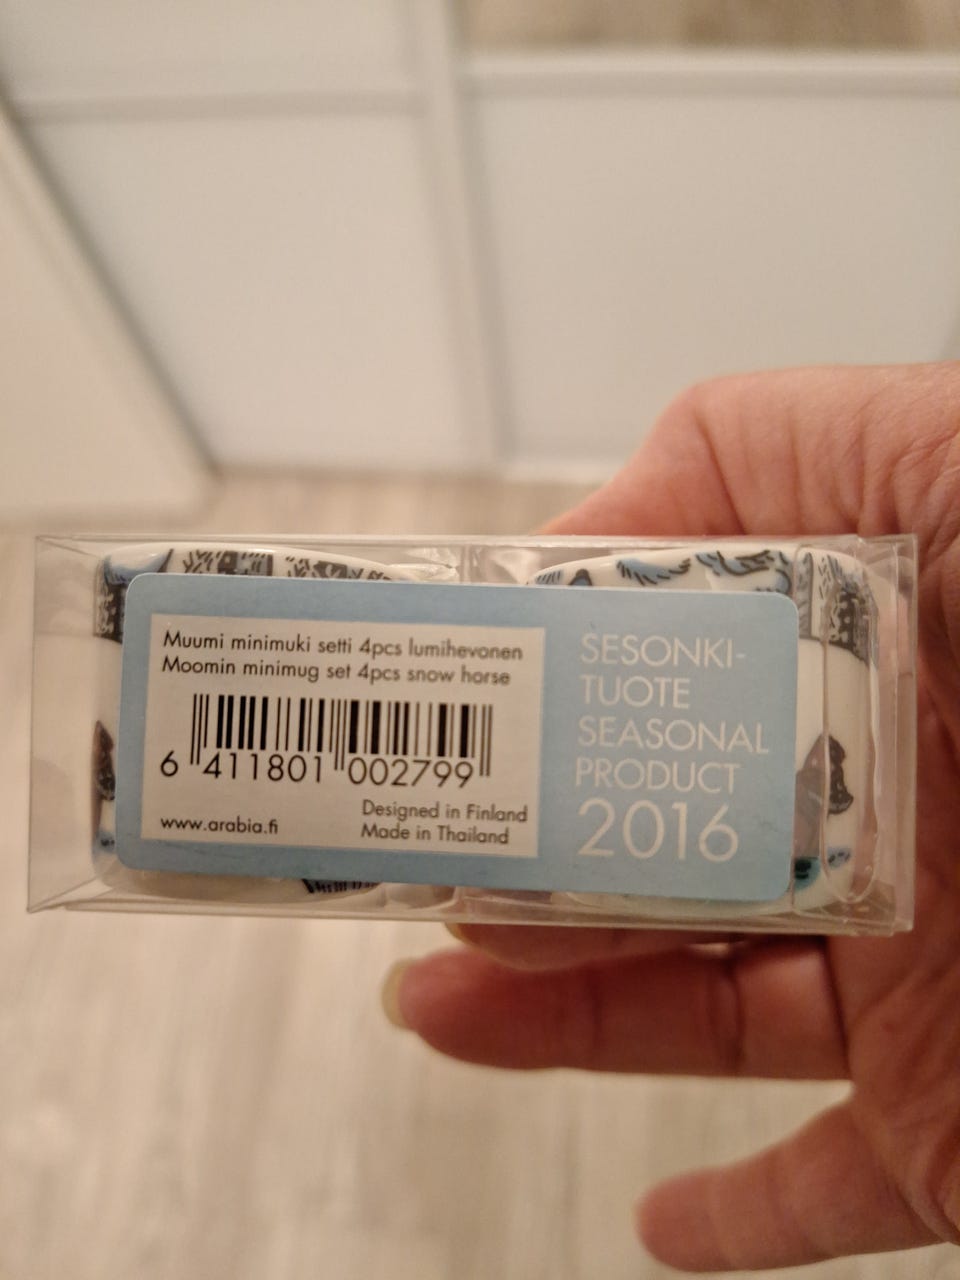 Muumi minimuki setti 4pcs lumihevonen
Moomin minimug set 4pcs snow horse
6 411801 002799
www.arabia.fi
Designed in Finland
Made in Thailand
SESONKI-
TUOTE
SEASONAL
PRODUCT
2016